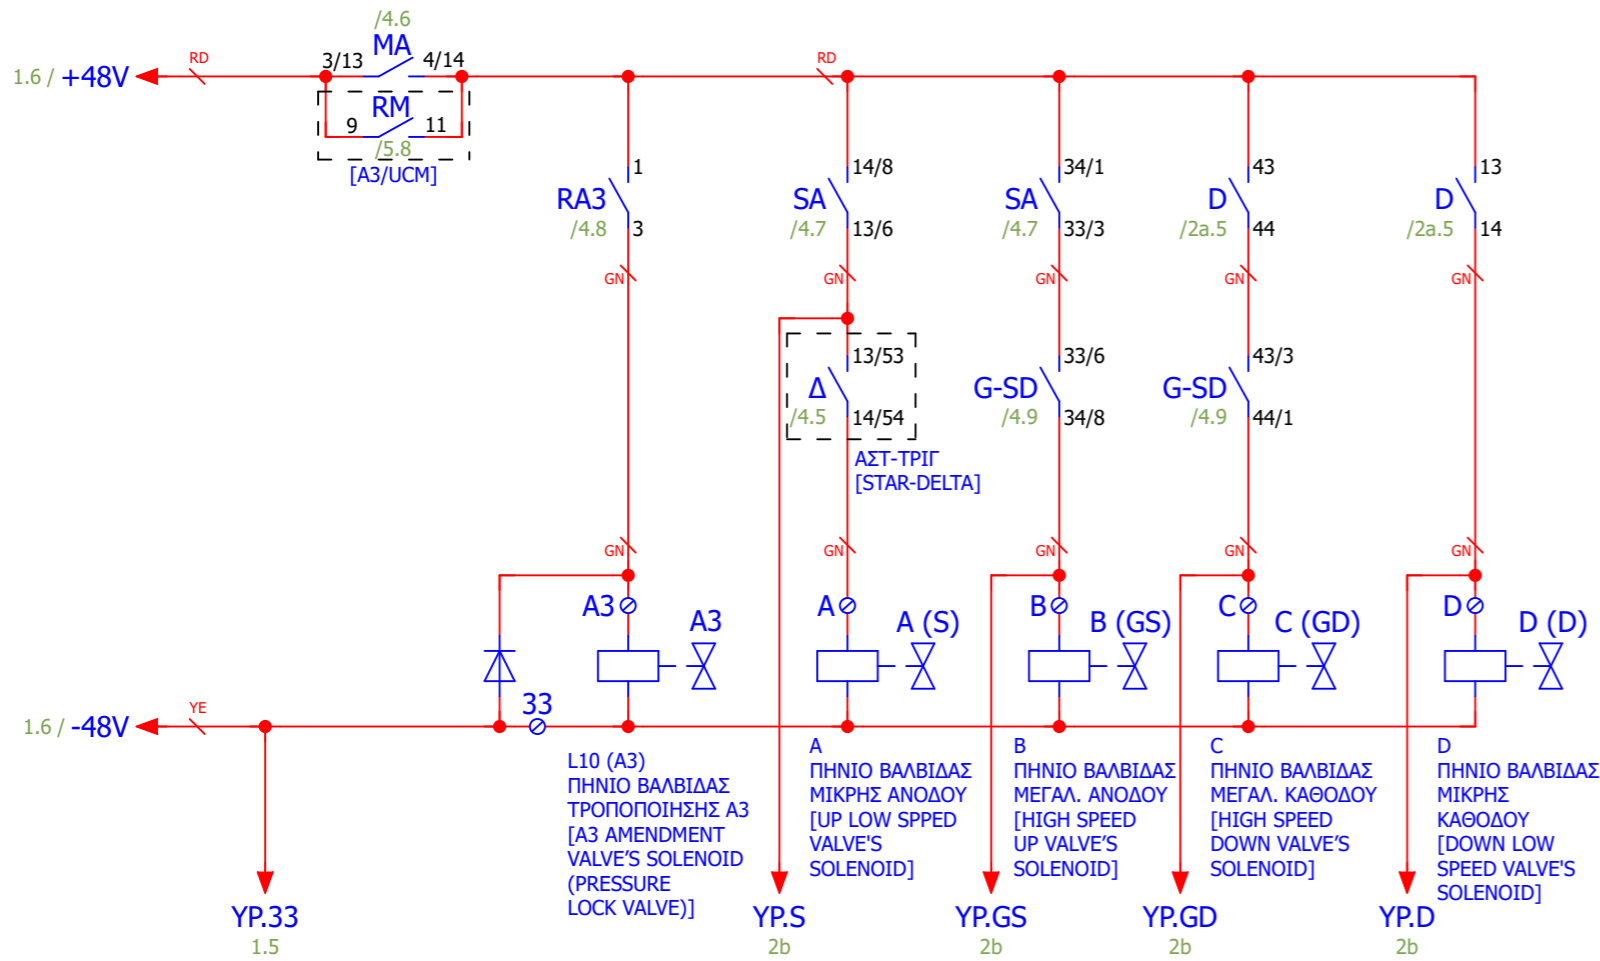 /4.6
MA
3/13 4/14
RD RD
1.6 / +48V
RM
9 11
/5.8
[A3/UCM]
1 14/8 34/1 43 13
RA3 SA SA D D
/4.8 /4.7 /4.7 /2a.5 /2a.5
3 13/6 33/3 44 14
GN GN GN GN GN
13/53 33/6 43/3
Δ G-SD G-SD
/4.5 /4.9 /4.9
14/54 34/8 44/1
ΑΣΤ-ΤΡΙΓ
[STAR-DELTA]
GN GN GN GN GN
A3 A B C D
A3 A (S) B (GS) C (GD) D (D)
33
YE
1.6 / -48V
L10 (A3)
ΠΗΝΙΟ ΒΑΛΒΙΔΑΣ
ΤΡΟΠΟΠΟΙΗΣΗΣ A3
[A3 AMENDMENT
VALVE'S SOLENOID
(PRESSURE
LOCK VALVE)]
A
ΠΗΝΙΟ ΒΑΛΒΙΔΑΣ
ΜΙΚΡΗΣ ΑΝΟΔΟΥ
[UP LOW SPPED
VALVE'S
SOLENOID]
B
ΠΗΝΙΟ ΒΑΛΒΙΔΑΣ
ΜΕΓΑΛ. ΑΝΟΔΟΥ
[HIGH SPEED
UP VALVE'S
SOLENOID]
C
ΠΗΝΙΟ ΒΑΛΒΙΔΑΣ
ΜΕΓΑΛ. ΚΑΘΟΔΟΥ
[HIGH SPEED
DOWN VALVE'S
SOLENOID]
D
ΠΗΝΙΟ ΒΑΛΒΙΔΑΣ
ΜΙΚΡΗΣ
ΚΑΘΟΔΟΥ
[DOWN LOW
SPEED VALVE'S
SOLENOID]
YP.33 YP.S YP.GS YP.GD YP.D
1.5 2b 2b 2b 2b